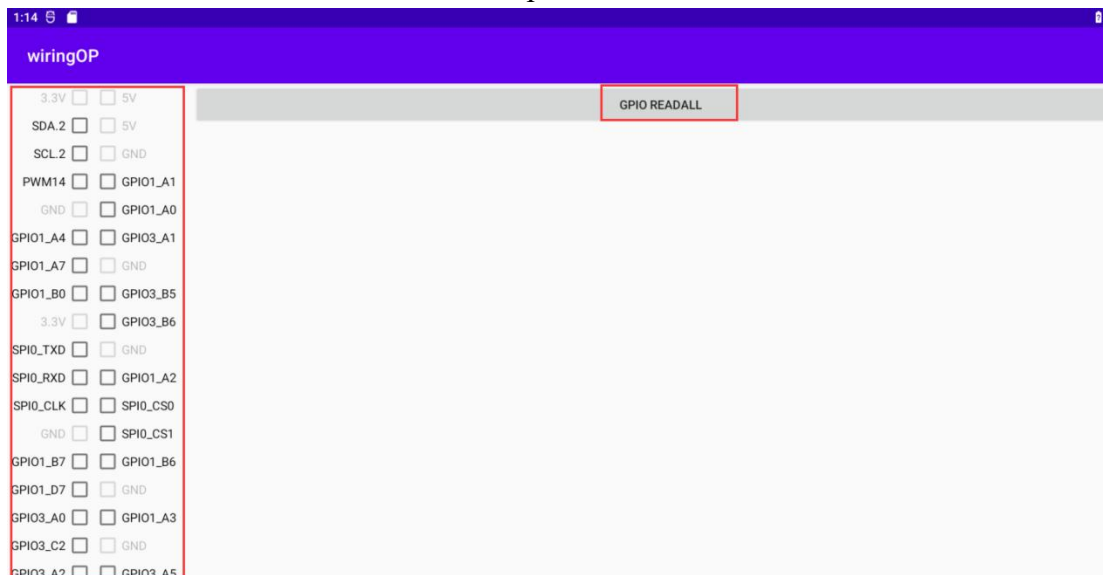 1:14
wiringOP
3.3V 5V
GPIO READALL
SDA.2 5V
SCL.2 GND
PWM14 GPIO1_A1
GND GPIO1_A0
GPIO1_A4 GPIO3_A1
GPIO1_A7 GND
GPIO1_B0 GPIO3_B5
3.3V GPIO3_B6
SPI0_TXD GND
SPI0_RXD GPIO1_A2
SPI0_CLK SPI0_CS0
GND SPI0_CS1
GPIO1_B7 GPIO1_B6
GPIO1_D7 GND
GPIO3_A0 GPIO1_A3
GPIO3_C2 GND
GPIO3_A2 GPIO3_A5